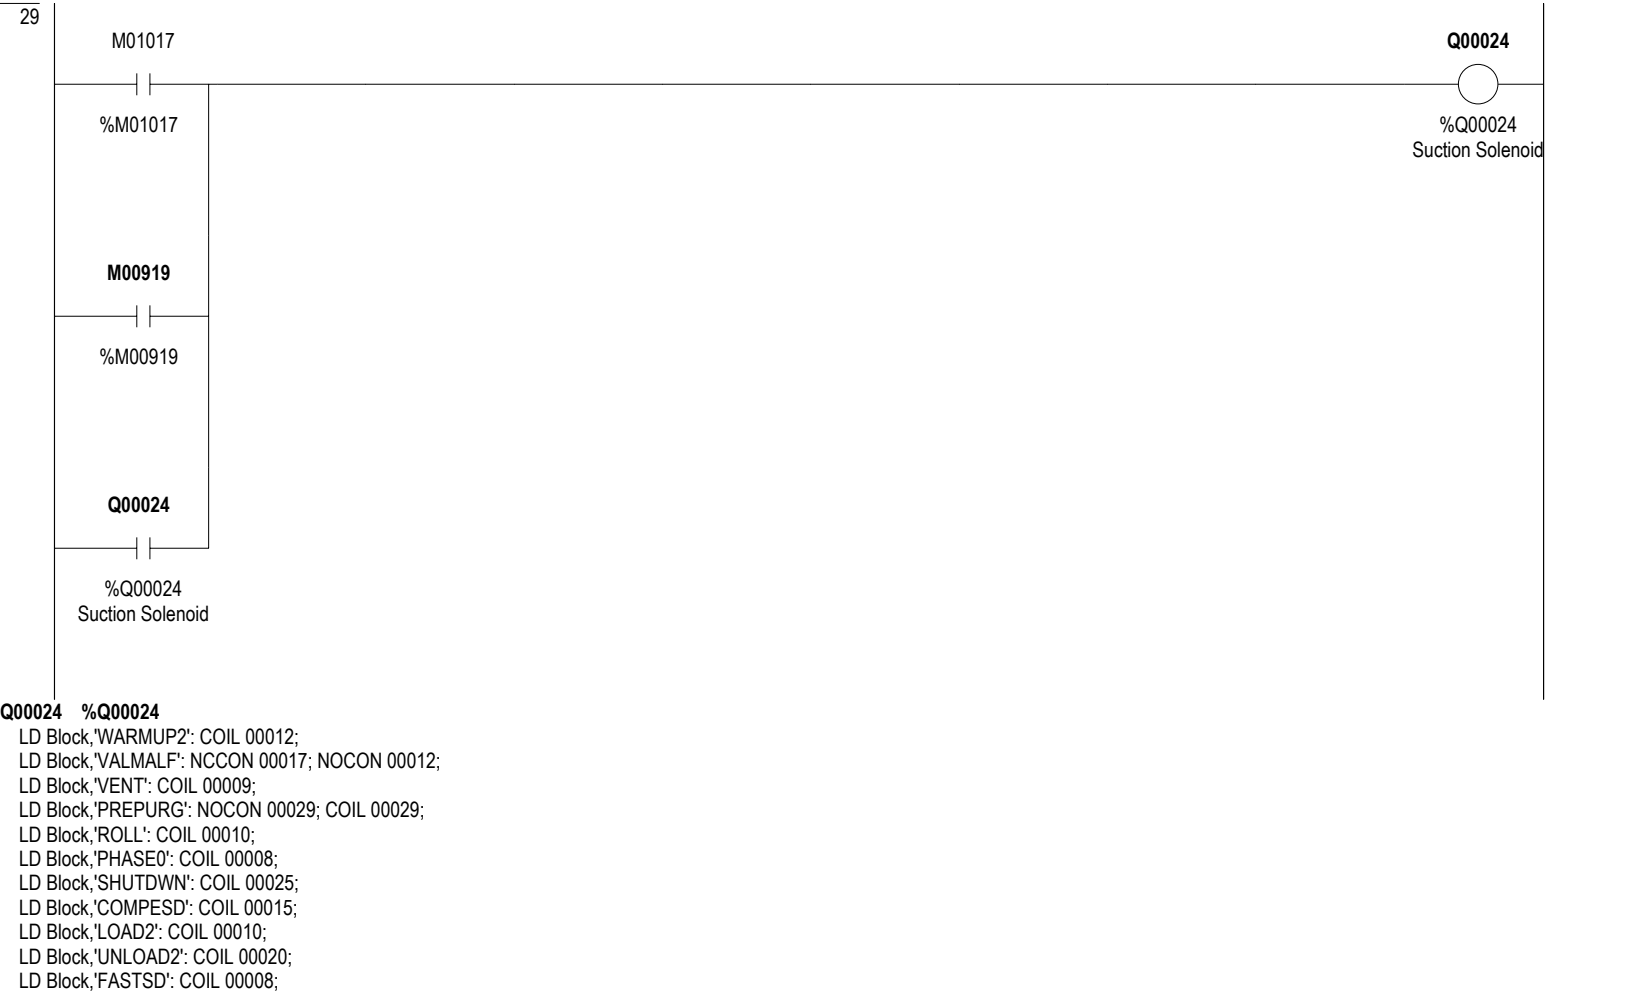 29
M01017
Q00024
%M01017
%Q00024
Suction Solenoid
M00919
%M00919
Q00024
%Q00024
Suction Solenoid
Q00024 %Q00024
LD Block,'WARMUP2': COIL 00012;
LD Block,'VALMALF': NCCON 00017; NOCON 00012;
LD Block,'VENT': COIL 00009;
LD Block,'PREPURG': NOCON 00029; COIL 00029;
LD Block,'ROLL': COIL 00010;
LD Block,'PHASE0': COIL 00008;
LD Block,'SHUTDWN': COIL 00025;
LD Block,'COMPESD': COIL 00015;
LD Block,'LOAD2': COIL 00010;
LD Block,'UNLOAD2': COIL 00020;
LD Block,'FASTSD': COIL 00008;